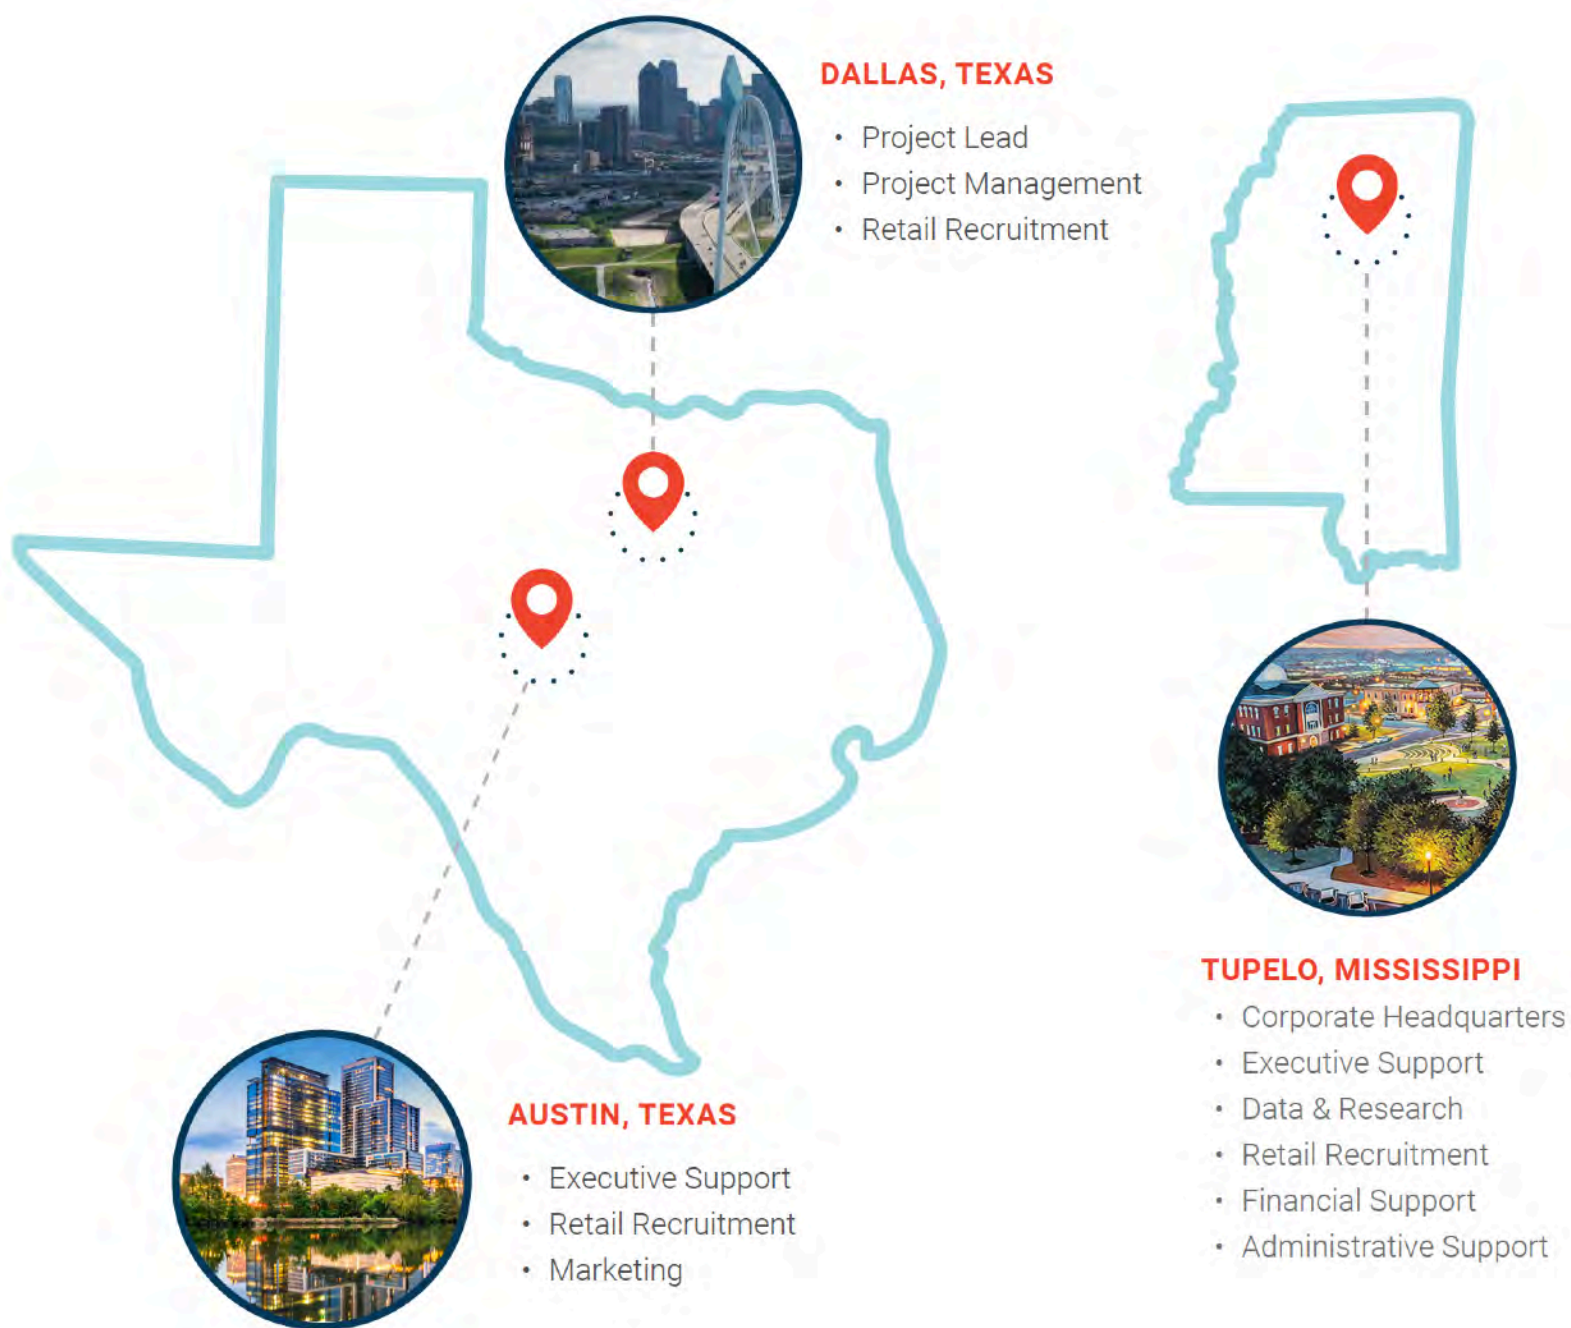 DALLAS, TEXAS
• Project Lead
• Project Management
• Retail Recruitment
AUSTIN, TEXAS
• Executive Support
• Retail Recruitment
• Marketing
TUPELO, MISSISSIPPI
• Corporate Headquarters
• Executive Support
• Data & Research
• Retail Recruitment
• Financial Support
• Administrative Support